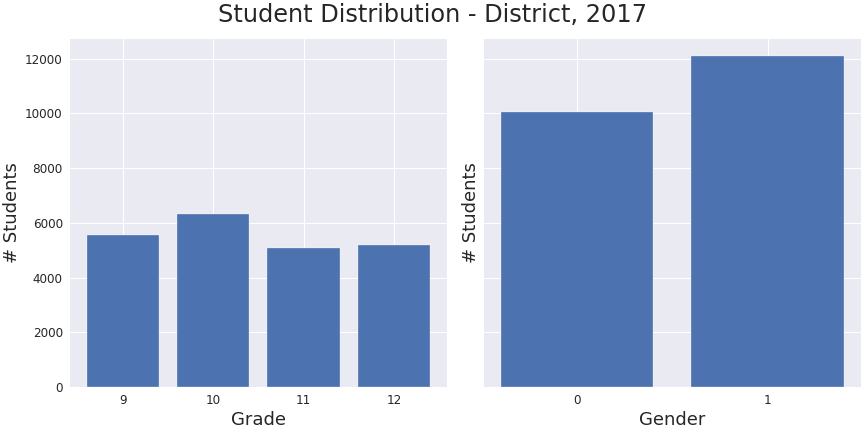 Student Distribution - District, 2017
# Students
12000
10000
8000
6000
4000
2000
0
9 10 11 12
Grade
# Students
0 1
Gender